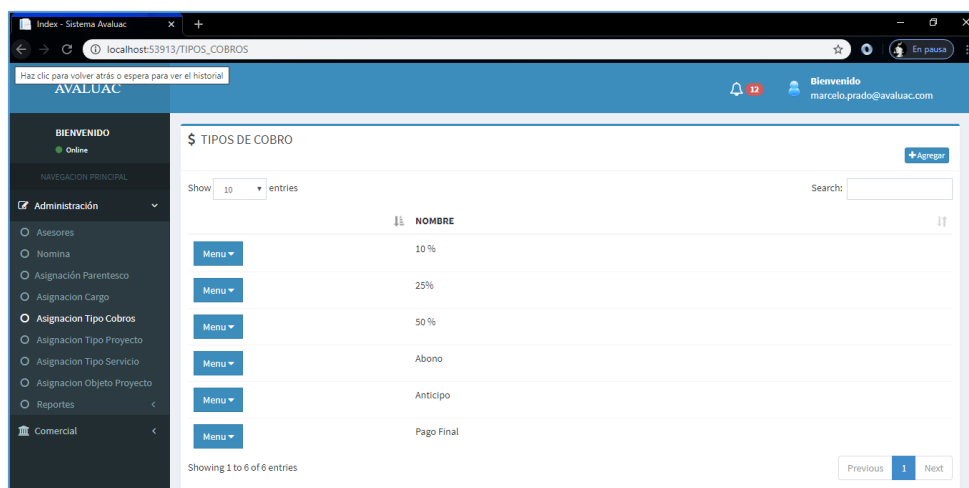 Index - Sistema Avaluac
localhost:53913/TIPOS_COBROS
En pausa
Haz clic para volver atrás o espera para ver el historial
AVALUAC
12
Bienvenido
marcelo.prado@avaluac.com
BIENVENIDO
Online
NAVEGACION PRINCIPAL
Administración
Asesores
Nomina
Asignación Parentesco
Asignacion Cargo
Asignacion Tipo Cobros
Asignacion Tipo Proyecto
Asignacion Tipo Servicio
Asignacion Objeto Proyecto
Reportes
Comercial
$ TIPOS DE COBRO
+Agregar
Show 10 entries
Search:
NOMBRE
Menu 10 %
Menu 25%
Menu 50 %
Menu Abono
Menu Anticipo
Menu Pago Final
Showing 1 to 6 of 6 entries
Previous 1 Next